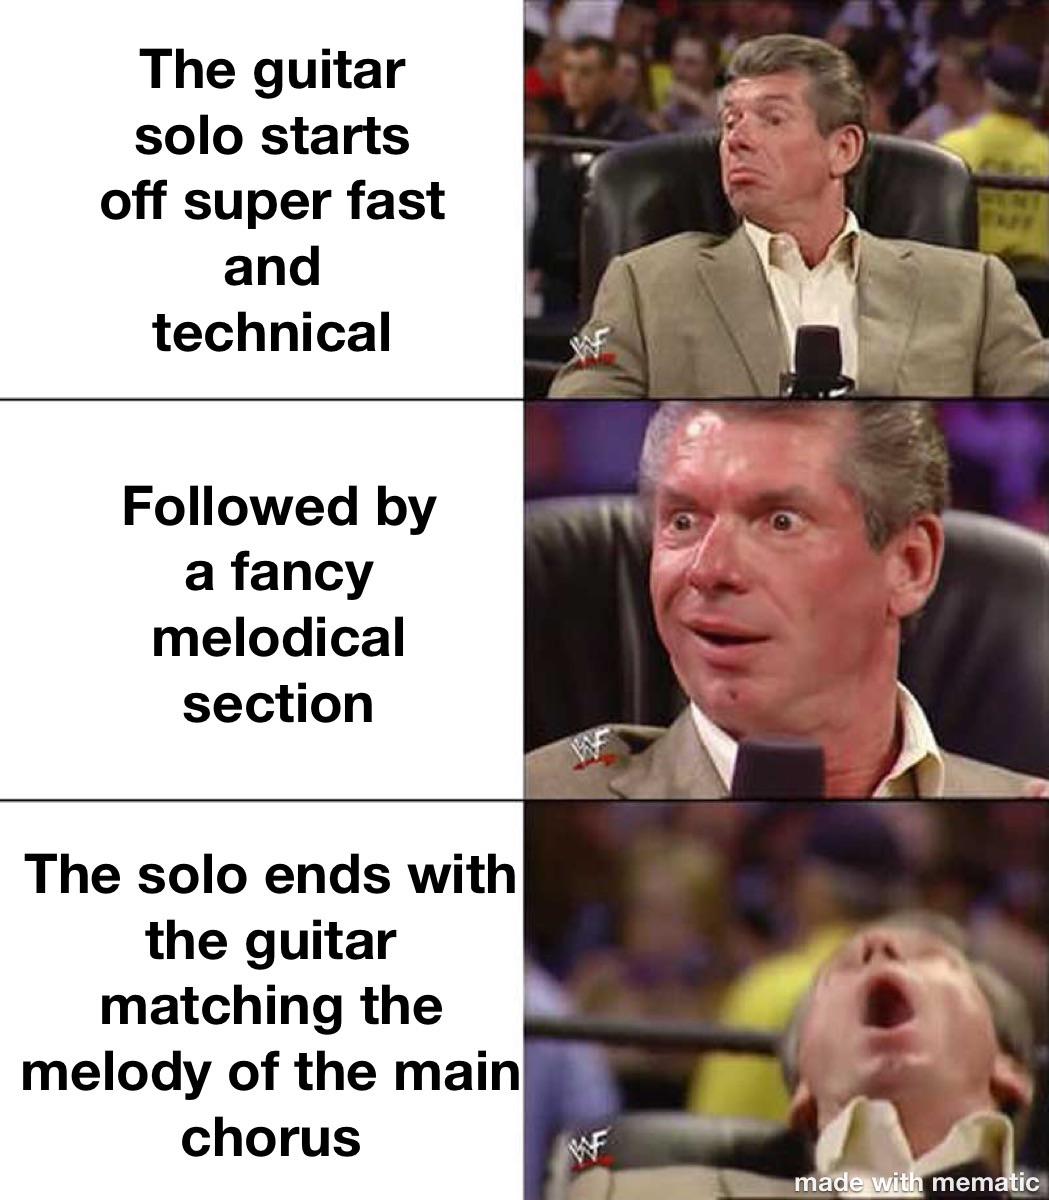 The guitar
solo starts
off super fast
and
technical
Followed by
a fancy
melodical
section
The solo ends with
the guitar
matching the
melody of the main
chorus
made with mematic